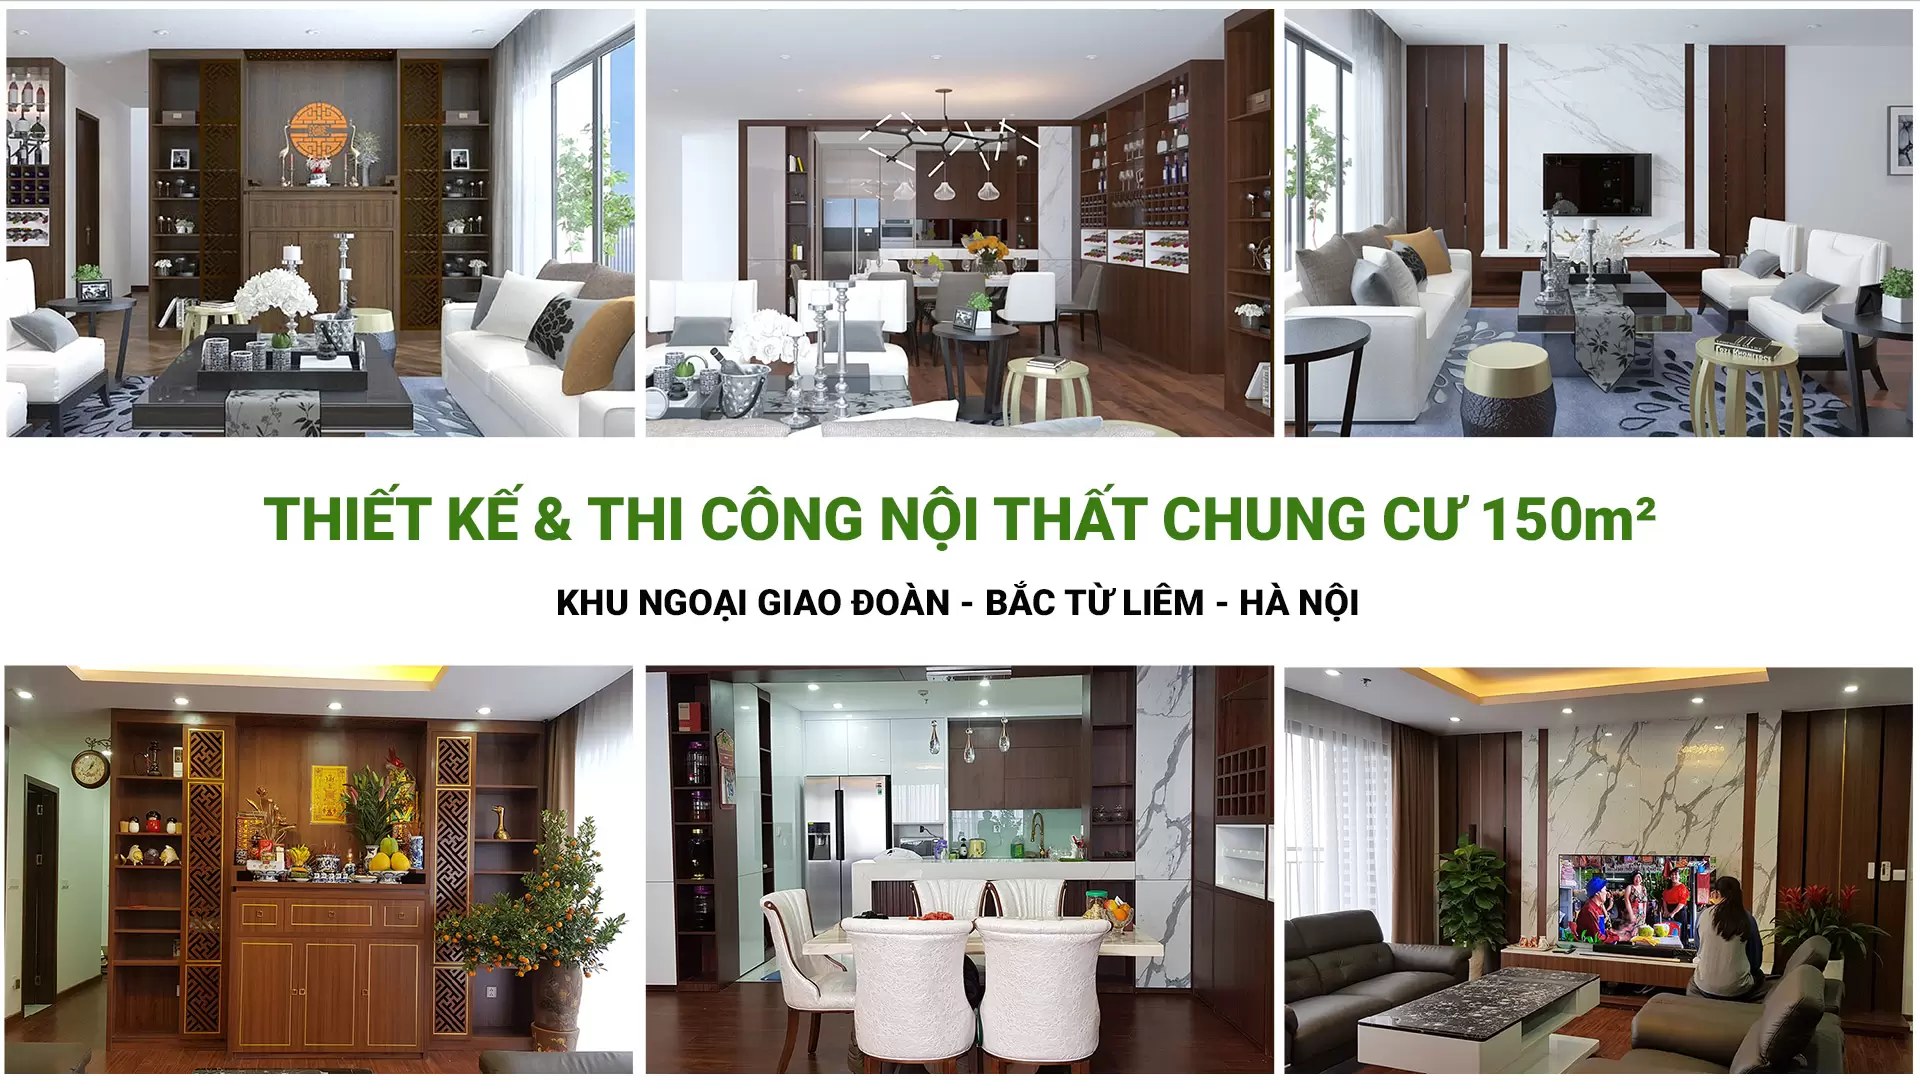 THIẾT KẾ & THI CÔNG NỘI THẤT CHUNG CƯ 150m²
KHU NGOẠI GIAO ĐOÀN - BẮC TỪ LIÊM - HÀ NỘI